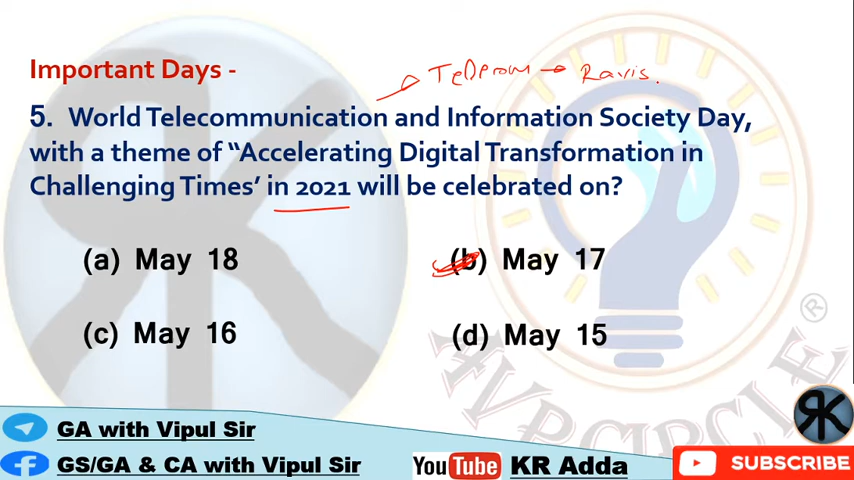 Important Days -
5. World Telecommunication and Information Society Day,
with a theme of “Accelerating Digital Transformation in
Challenging Times’ in 2021 will be celebrated on?
(a) May 18
(b) May 17
(c) May 16
(d) May 15
HVPCIRCLE®
GA with Vipul Sir
GS/GA & CA with Vipul Sir
YouTube KR Adda
SUBSCRIBE